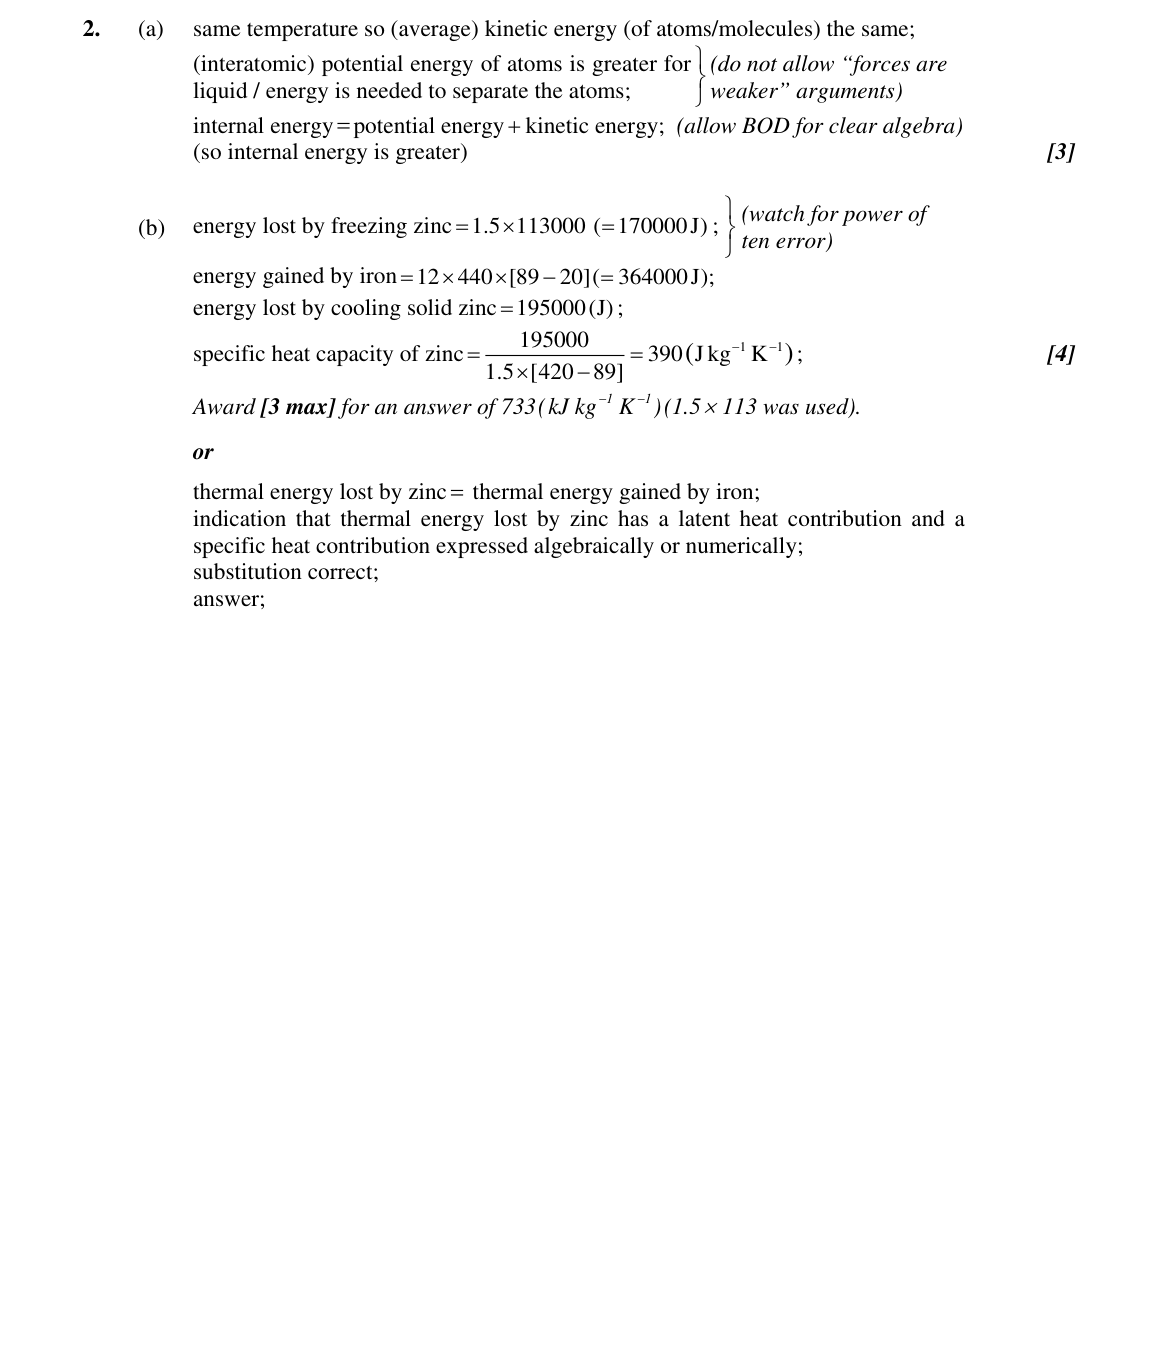 2. (a) same temperature so (average) kinetic energy (of atoms/molecules) the same;
(interatomic) potential energy of atoms is greater for (do not allow “forces are
liquid / energy is needed to separate the atoms; weaker” arguments)
internal energy = potential energy + kinetic energy; (allow BOD for clear algebra)
(so internal energy is greater) [3]
(b) energy lost by freezing zinc = 1.5×113000 (=170000 J) ; (watch for power of
ten error)
energy gained by iron = 12×440×[89−20](= 364000 J);
energy lost by cooling solid zinc = 195000 (J) ;
specific heat capacity of zinc = 195000 / 1.5×[420−89] = 390 (J kg⁻¹ K⁻¹) ; [4]
Award [3 max] for an answer of 733 (kJ kg⁻¹ K⁻¹) (1.5 × 113 was used).
or
thermal energy lost by zinc = thermal energy gained by iron;
indication that thermal energy lost by zinc has a latent heat contribution and a
specific heat contribution expressed algebraically or numerically;
substitution correct;
answer;